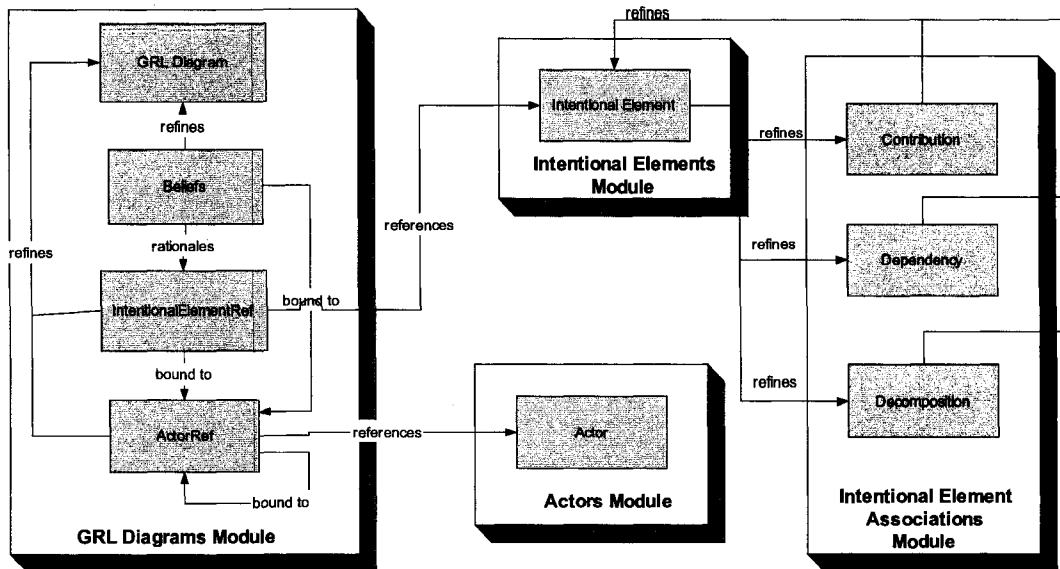 refines
GRL Diagram
refines
Beliefs
rationales
refines
IntentionalElementRef
bound to
bound to
ActorRef
bound to
GRL Diagrams Module
references
references
Intentional Element
Intentional Elements
Module
Actor
Actors Module
refines
Contribution
refines
Dependency
refines
Decomposition
Intentional Element
Associations
Module